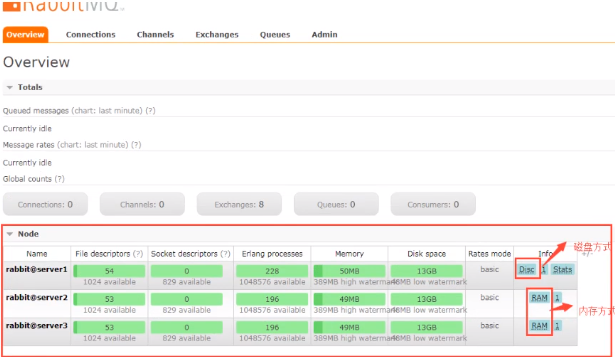 RabbitMQ
Overview Connections Channels Exchanges Queues Admin
Overview
Totals
Queued messages (chart: last minute) (?)
Currently idle
Message rates (chart: last minute) (?)
Currently idle
Global counts (?)
Connections: 0 Channels: 0 Exchanges: 8 Queues: 0 Consumers: 0
Node
Name File descriptors (?) Socket descriptors (?) Erlang processes Memory Disk space Rates mode Info +/-
磁盘方式
rabbit@server1 54 0 228 50MB 13GB basic Disc 1 Stats
1024 available 829 available 1048576 available 389MB high watermark 48MB low watermark
rabbit@server2 53 0 196 49MB 13GB basic RAM 1
1024 available 829 available 1048576 available 389MB high watermark 48MB low watermark
内存方式
rabbit@server3 53 0 196 49MB 13GB basic RAM 1
1024 available 829 available 1048576 available 389MB high watermark 48MB low watermark